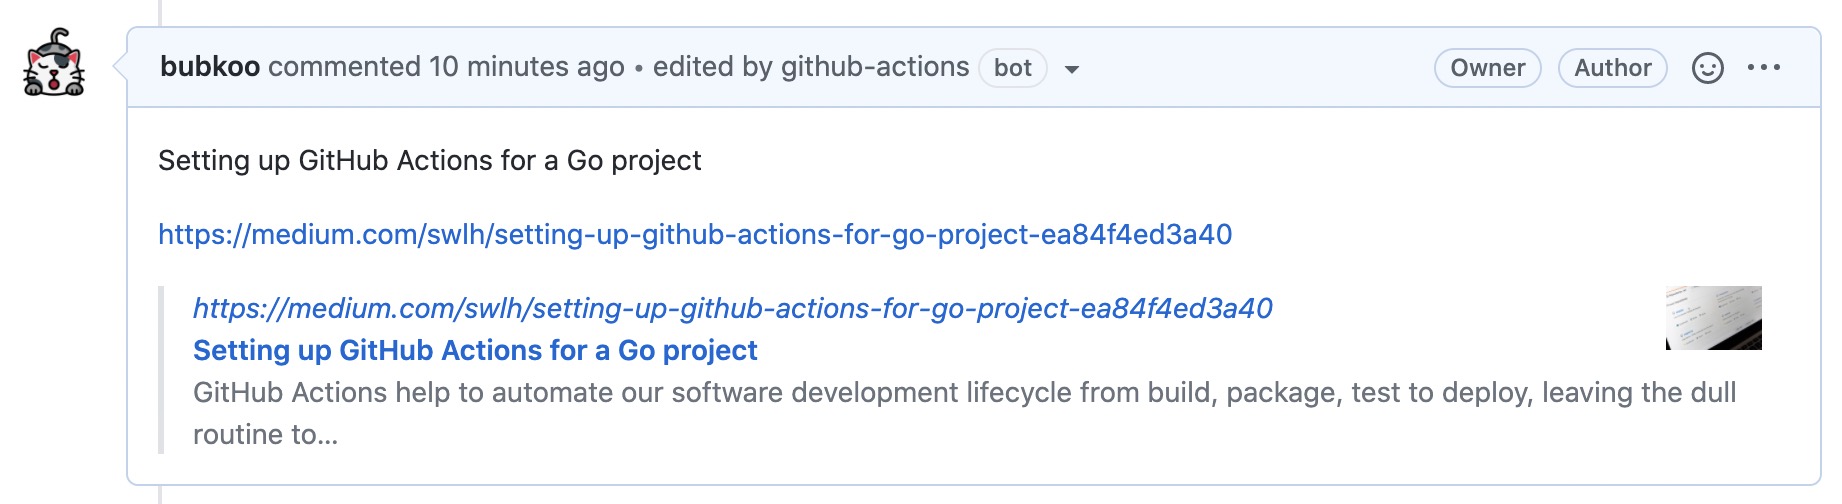 bubkoo commented 10 minutes ago • edited by github-actions bot
Owner Author
Setting up GitHub Actions for a Go project
https://medium.com/swlh/setting-up-github-actions-for-go-project-ea84f4ed3a40
https://medium.com/swlh/setting-up-github-actions-for-go-project-ea84f4ed3a40
Setting up GitHub Actions for a Go project
GitHub Actions help to automate our software development lifecycle from build, package, test to deploy, leaving the dull
routine to...